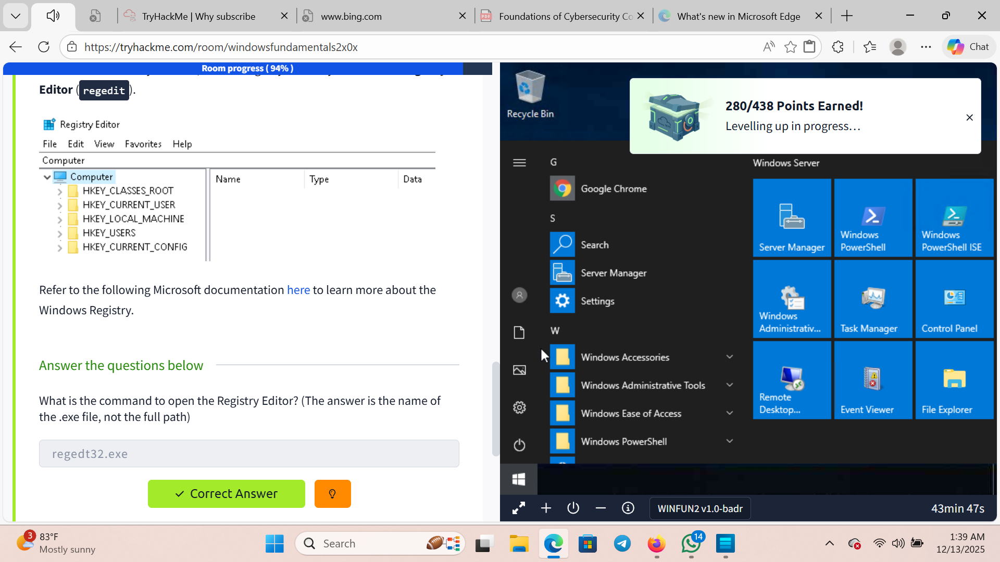 TryHackMe | Why subscribe
www.bing.com
Foundations of Cybersecurity Co
What's new in Microsoft Edge
https://tryhackme.com/room/windowsfundamentals2x0x
Chat
Room progress ( 94% )
Editor (regedit).
Registry Editor
File Edit View Favorites Help
Computer
Computer
Name Type Data
HKEY_CLASSES_ROOT
HKEY_CURRENT_USER
HKEY_LOCAL_MACHINE
HKEY_USERS
HKEY_CURRENT_CONFIG
Refer to the following Microsoft documentation here to learn more about the
Windows Registry.
Answer the questions below
What is the command to open the Registry Editor? (The answer is the name of
the .exe file, not the full path)
regedt32.exe
Correct Answer
Recycle Bin
280/438 Points Earned!
Levelling up in progress…
G
Google Chrome
S
Search
Server Manager
Settings
W
Windows Accessories
Windows Administrative Tools
Windows Ease of Access
Windows PowerShell
Windows Server
Server Manager
Windows
PowerShell
Windows
PowerShell ISE
Windows
Administrativ...
Task Manager
Control Panel
Remote
Desktop...
Event Viewer
File Explorer
WINFUN2 v1.0-badr
43min 47s
3
83°F
Mostly sunny
Search
14
1:39 AM
12/13/2025